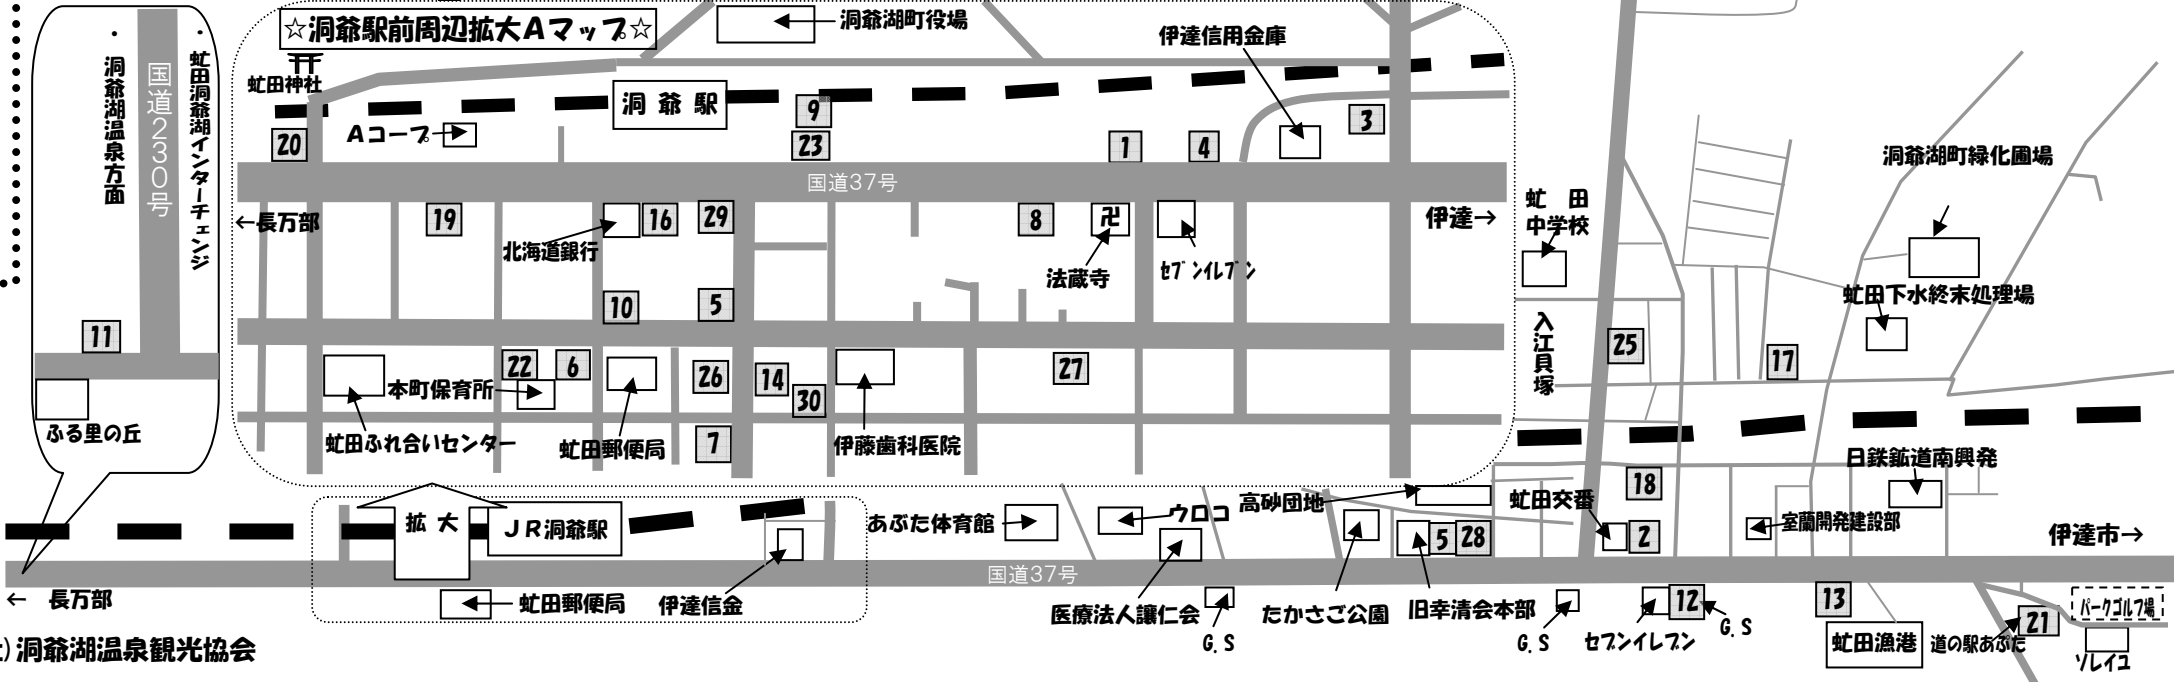 ☆洞爺駅前周辺拡大Aマップ☆
洞爺湖町役場
伊達信用金庫
・虻田洞爺湖インターチェンジ
国道230号
・洞爺湖温泉方面
虻田神社
洞爺駅
9
3
20
Aコープ
23
1
4
国道37号
洞爺湖町緑化圃場
←長万部
19
16
29
8
卍
伊達→
虻田
中学校
北海道銀行
法蔵寺
セブンイレブン
虻田下水終末処理場
10
5
11
入江貝塚
25
17
22
6
本町保育所
26
14
30
27
ふる里の丘
虻田ふれ合いセンター
虻田郵便局
7
伊藤歯科医院
日鉄鉱道南興発
18
拡大
JR洞爺駅
あぶた体育館
ウロコ
高砂団地
虻田交番
5
28
2
室蘭開発建設部
伊達市→
国道37号
← 長万部
虻田郵便局
伊達信金
医療法人譲仁会
G.S
たかさご公園
旧幸清会本部
G.S
セブンイレブン
12
G.S
13
虻田漁港
道の駅あぷた
21
パークゴルフ場
ソレイユ
)洞爺湖温泉観光協会